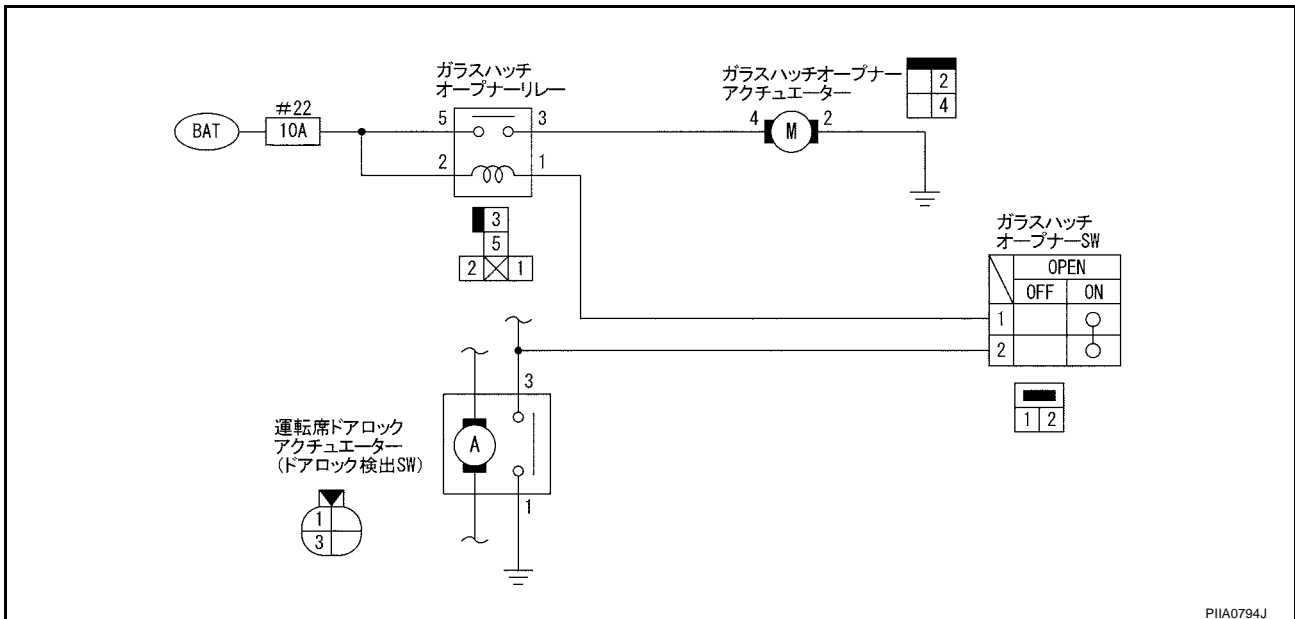 ガラスハッチ
オープナーリレー
ガラスハッチオープナー
アクチュエーター
2
4
BAT
#22
10A
5
3
4
M
2
2
1
3
5
2
1
ガラスハッチ
オープナーSW
OPEN
OFF
ON
1
2
1 2
3
運転席ドアロック
アクチュエーター
(ドアロック検出SW)
A
1
1
3
PIIA0794J